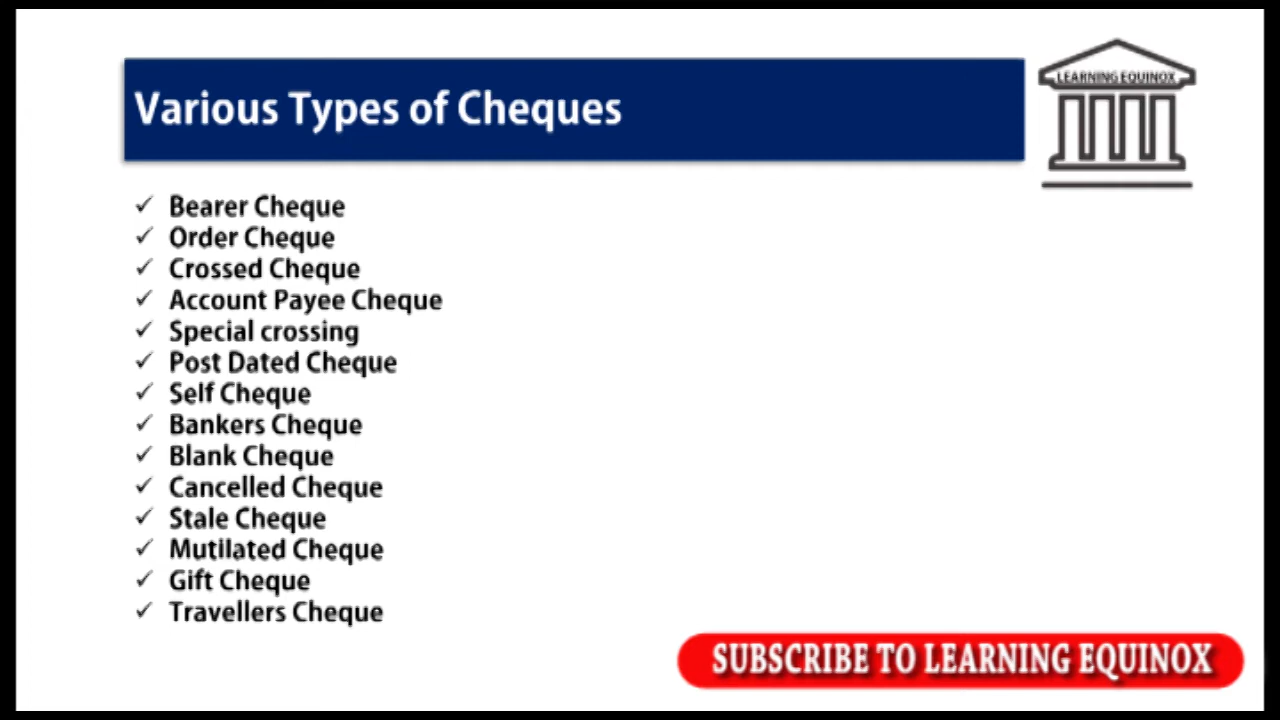 Various Types of Cheques
LEARNING EQUINOX
✓ Bearer Cheque
✓ Order Cheque
✓ Crossed Cheque
✓ Account Payee Cheque
✓ Special crossing
✓ Post Dated Cheque
✓ Self Cheque
✓ Bankers Cheque
✓ Blank Cheque
✓ Cancelled Cheque
✓ Stale Cheque
✓ Mutilated Cheque
✓ Gift Cheque
✓ Travellers Cheque
SUBSCRIBE TO LEARNING EQUINOX